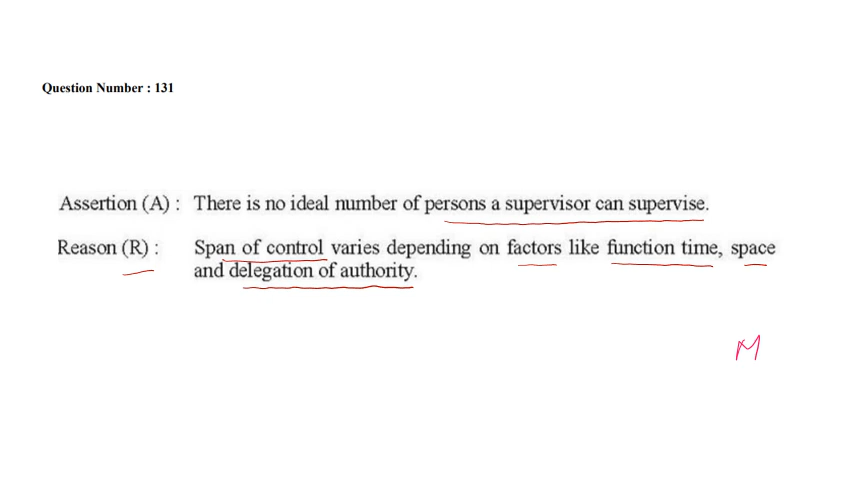 Question Number : 131
Assertion (A) : There is no ideal number of persons a supervisor can supervise.
Reason (R) : Span of control varies depending on factors like function time, space
and delegation of authority.
M